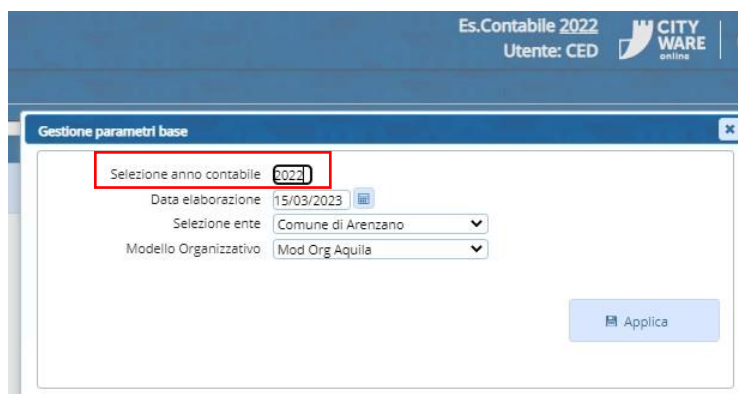 Es.Contabile 2022
Utente: CED
CITY
WARE
online
Gestione parametri base
Selezione anno contabile 2022
Data elaborazione 15/03/2023
Selezione ente Comune di Arenzano
Modello Organizzativo Mod Org Aquila
Applica